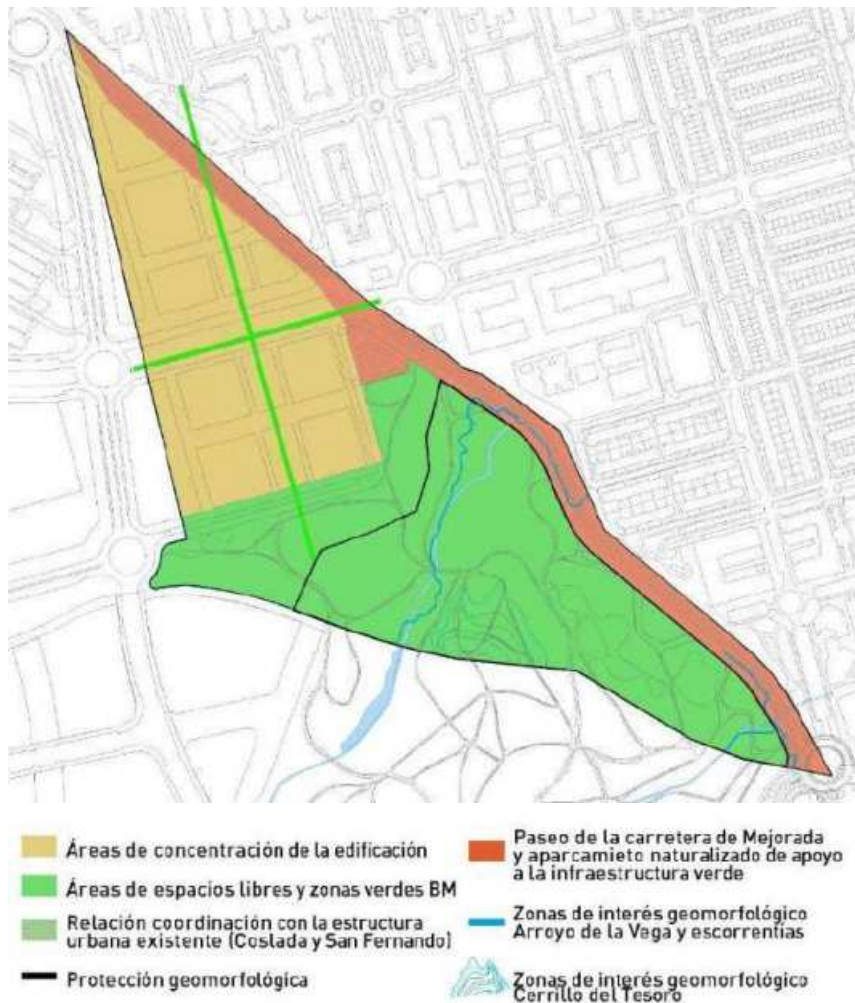 Áreas de concentración de la edificación
Áreas de espacios libres y zonas verdes BM
Relación coordinación con la estructura
urbana existente (Coslada y San Fernando)
Protección geomorfológica
Paseo de la carretera de Mejorada
y aparcamieto naturalizado de apoyo
a la infraestructura verde
Zonas de interés geomorfológico
Arroyo de la Vega y escorrentías
Zonas de interés geomorfológico
Cerrillo del Tesoro